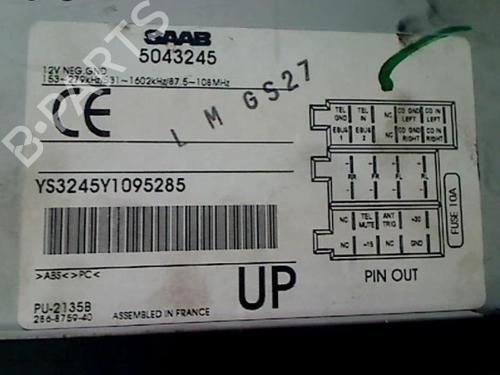 SAAB
5043245
12V NEG.GND
153-279kHz/531-1602kHz/87.5-108MHz
CE
L M GS27
YS3245Y1095285
>ABS<>PC<
PU-2135B
286-8759-40
ASSEMBLED IN FRANCE
UP
TEL GND TEL IN NC CD GND LEFT CD IN LEFT
EBUS 1 EBUS 2 NC CD GND RIGHT CD IN RIGHT
- - - -
RR FR FL RL
+ + + +
NC TEL MUTE ANT TRIG +30
NC +15 NC GND
FUSE 10A
PIN OUT
B-PARTS